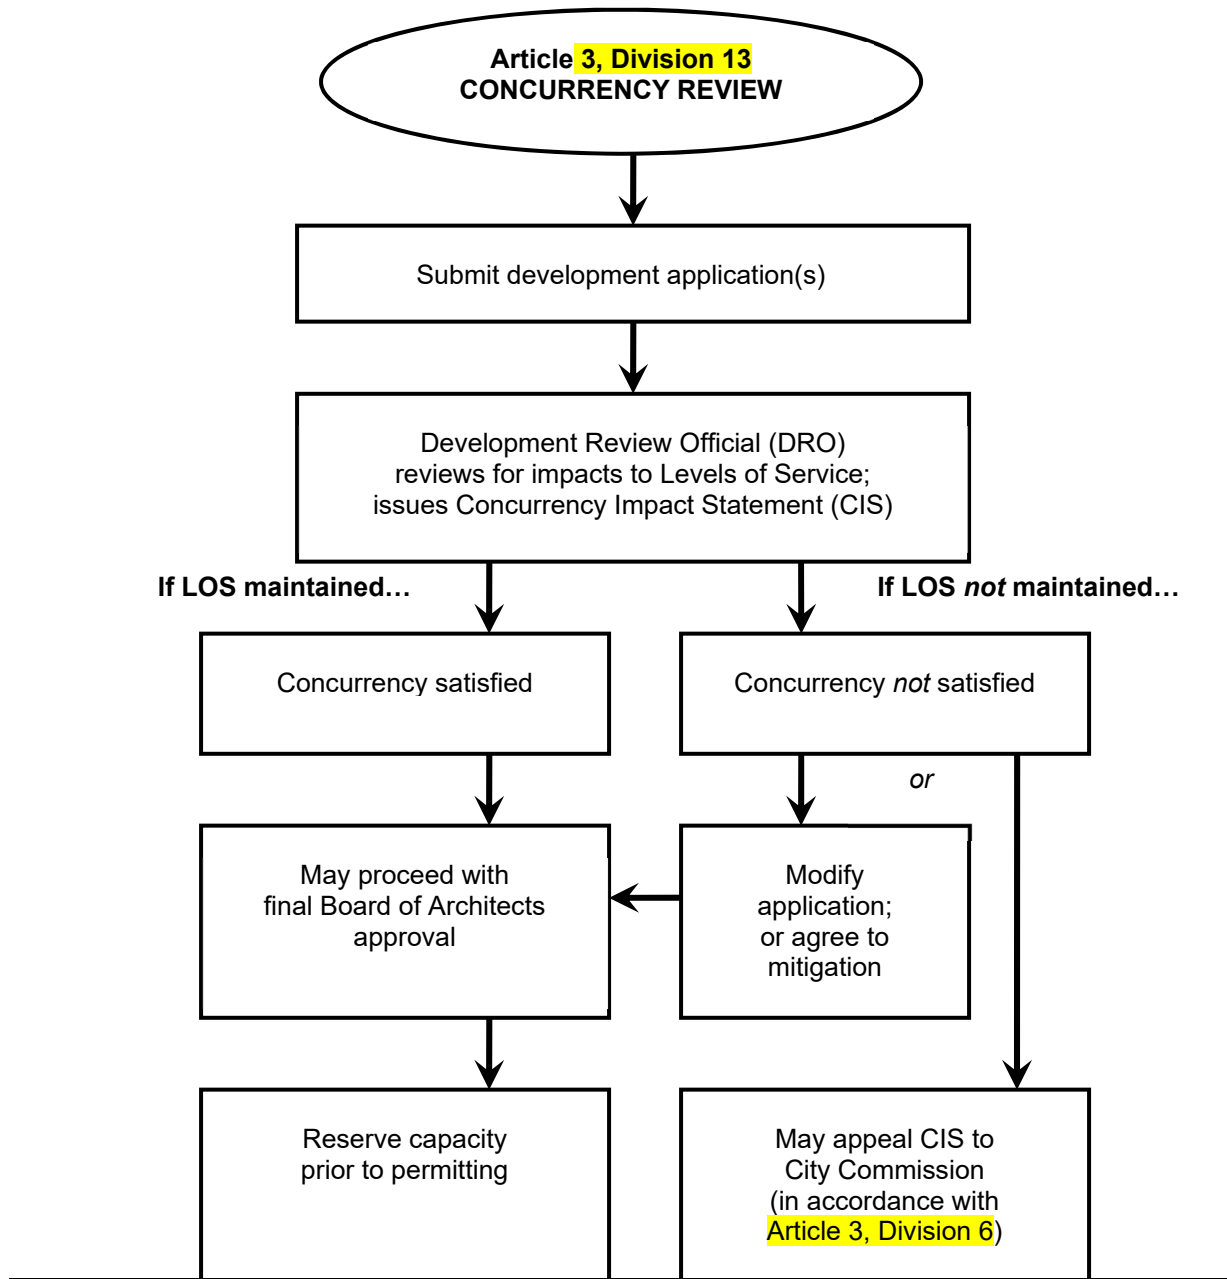 Article 3, Division 13
CONCURRENCY REVIEW
Submit development application(s)
Development Review Official (DRO)
reviews for impacts to Levels of Service;
issues Concurrency Impact Statement (CIS)
If LOS maintained…
If LOS not maintained…
Concurrency satisfied
Concurrency not satisfied
or
May proceed with
final Board of Architects
approval
Modify
application;
or agree to
mitigation
Reserve capacity
prior to permitting
May appeal CIS to
City Commission
(in accordance with
Article 3, Division 6)